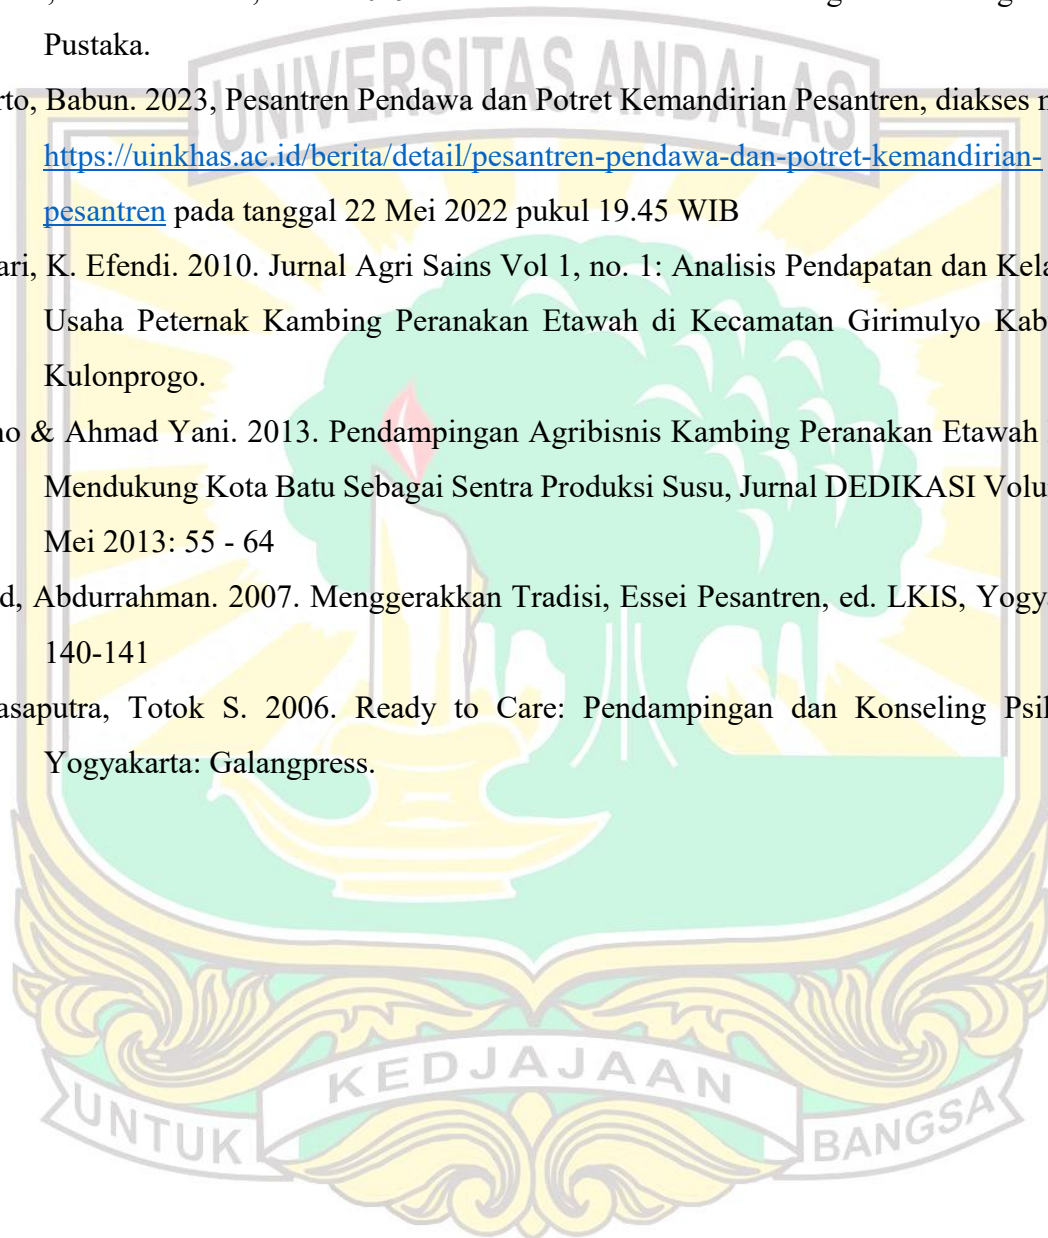 Pustaka.
UNIVERSITAS ANDALAS
rto, Babun. 2023, Pesantren Pendawa dan Potret Kemandirian Pesantren, diakses
https://uinkhas.ac.id/berita/detail/pesantren-pendawa-dan-potret-kemandirian-
pesantren pada tanggal 22 Mei 2022 pukul 19.45 WIB
ari, K. Efendi. 2010. Jurnal Agri Sains Vol 1, no. 1: Analisis Pendapatan dan Kela
Usaha Peternak Kambing Peranakan Etawah di Kecamatan Girimulyo Kab
Kulonprogo.
no & Ahmad Yani. 2013. Pendampingan Agribisnis Kambing Peranakan Etawah
Mendukung Kota Batu Sebagai Sentra Produksi Susu, Jurnal DEDIKASI Volu
Mei 2013: 55 - 64
d, Abdurrahman. 2007. Menggerakkan Tradisi, Essei Pesantren, ed. LKIS, Yogy
140-141
asaputra, Totok S. 2006. Ready to Care: Pendampingan dan Konseling Psil
Yogyakarta: Galangpress.
UNTUK KEDJAJAAN BANGSA